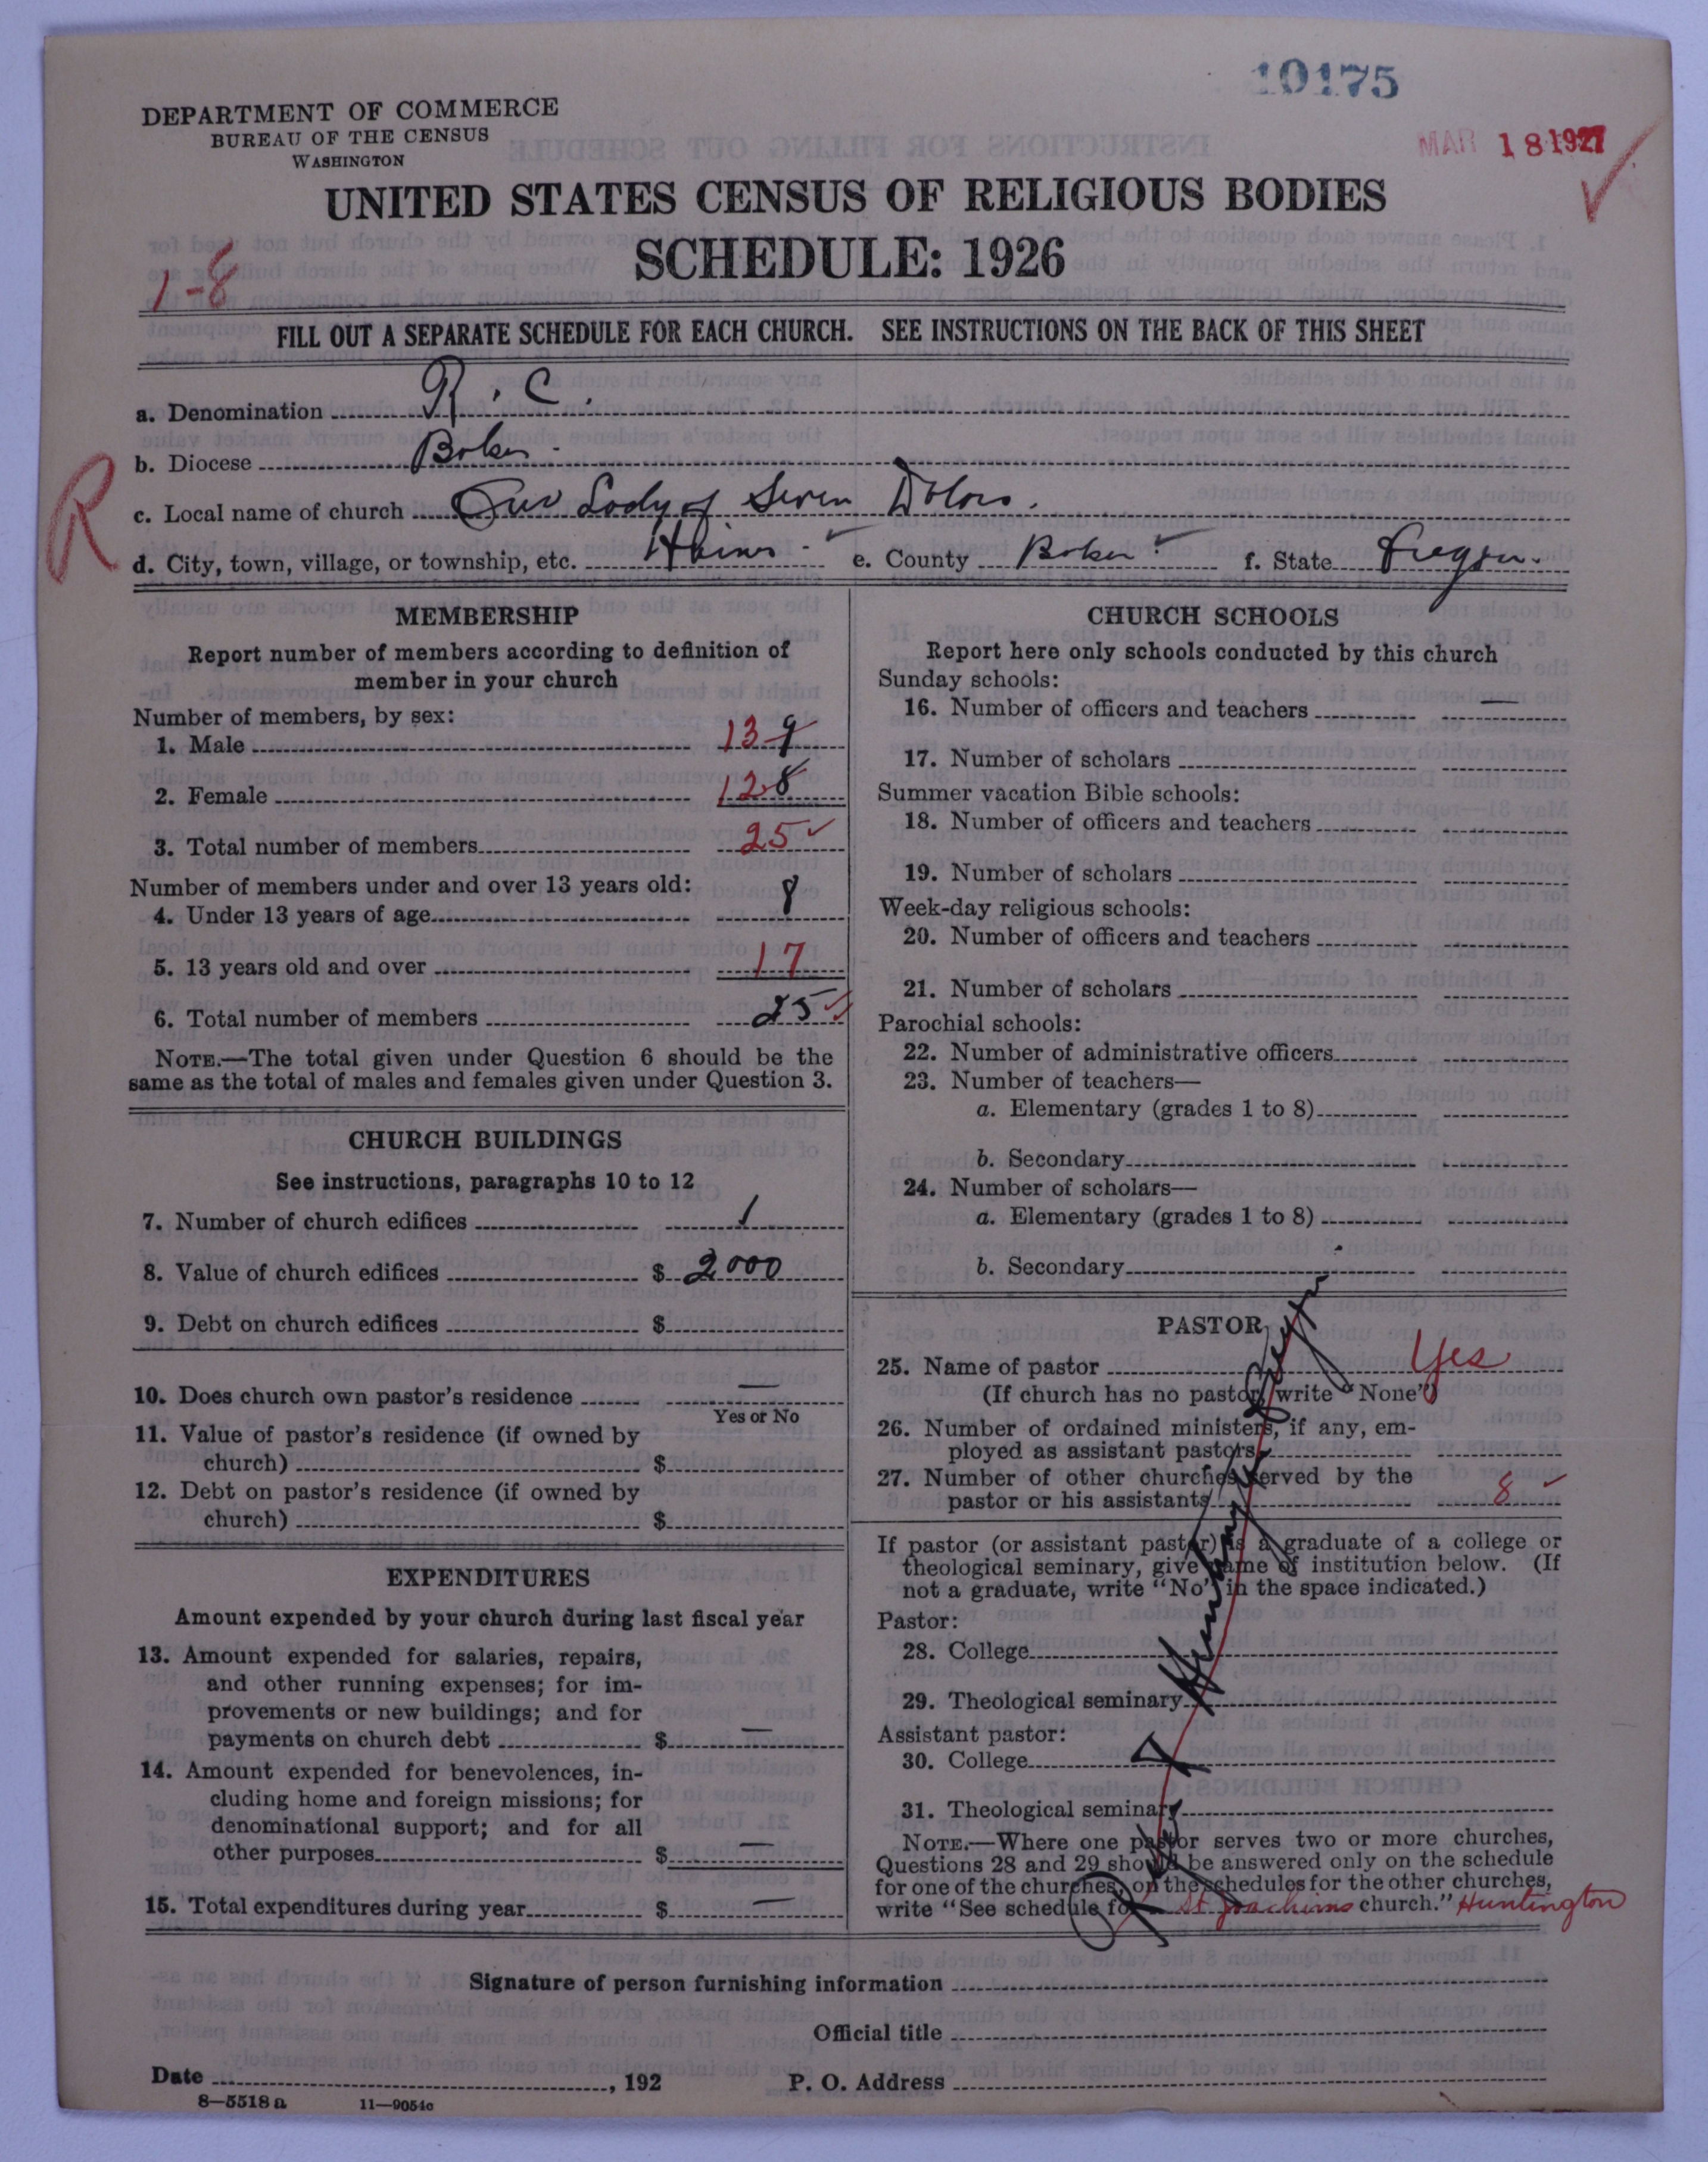 10175
MAR 18 1927
DEPARTMENT OF COMMERCE
BUREAU OF THE CENSUS
WASHINGTON
UNITED STATES CENSUS OF RELIGIOUS BODIES
SCHEDULE: 1926
1-8
FILL OUT A SEPARATE SCHEDULE FOR EACH CHURCH. SEE INSTRUCTIONS ON THE BACK OF THIS SHEET
a. Denomination R. C.
b. Diocese Baker
R
c. Local name of church Our Lady of Seven Dolors.
d. City, town, village, or township, etc. Haines. e. County Baker f. State Oregon.
MEMBERSHIP
Report number of members according to definition of
member in your church
Number of members, by sex:
1. Male 13 9
2. Female 12 8
3. Total number of members 25
Number of members under and over 13 years old:
4. Under 13 years of age 8
5. 13 years old and over 17
6. Total number of members 25
NOTE.—The total given under Question 6 should be the
same as the total of males and females given under Question 3.
CHURCH BUILDINGS
See instructions, paragraphs 10 to 12
7. Number of church edifices 1
8. Value of church edifices $ 2000
9. Debt on church edifices $
10. Does church own pastor's residence —
Yes or No
11. Value of pastor's residence (if owned by
church) $
12. Debt on pastor's residence (if owned by
church) $
EXPENDITURES
Amount expended by your church during last fiscal year
13. Amount expended for salaries, repairs,
and other running expenses; for im-
provements or new buildings; and for
payments on church debt $ —
14. Amount expended for benevolences, in-
cluding home and foreign missions; for
denominational support; and for all
other purposes $ —
15. Total expenditures during year $ —
CHURCH SCHOOLS
Report here only schools conducted by this church
Sunday schools:
16. Number of officers and teachers —
17. Number of scholars
Summer vacation Bible schools:
18. Number of officers and teachers
19. Number of scholars
Week-day religious schools:
20. Number of officers and teachers
21. Number of scholars
Parochial schools:
22. Number of administrative officers
23. Number of teachers—
a. Elementary (grades 1 to 8)
b. Secondary
24. Number of scholars—
a. Elementary (grades 1 to 8)
b. Secondary
PASTOR
25. Name of pastor Yes
(If church has no pastor, write "None")
26. Number of ordained ministers, if any, em-
ployed as assistant pastors
27. Number of other churches served by the
pastor or his assistants 8
If pastor (or assistant pastor) is a graduate of a college or
theological seminary, give name of institution below. (If
not a graduate, write "No" in the space indicated.)
Pastor:
28. College
29. Theological seminary
Assistant pastor:
30. College
31. Theological seminary
NOTE.—Where one pastor serves two or more churches,
Questions 28 and 29 should be answered only on the schedule
for one of the churches; on the schedules for the other churches,
write "See schedule for St Joachims church." Huntington
Signature of person furnishing information
Official title
Date , 192 P. O. Address
8—5518 a 11—9054c